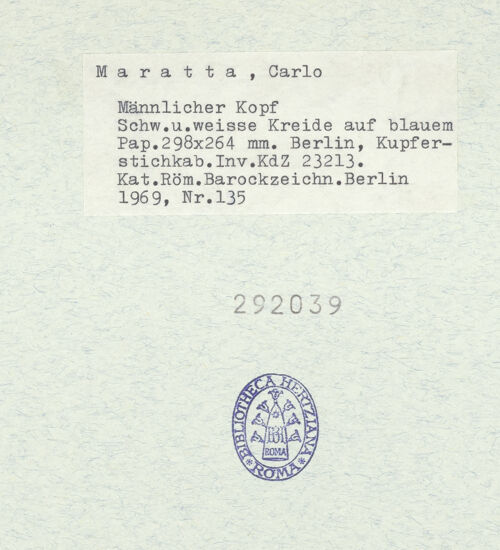 M a r a t t a , Carlo
Männlicher Kopf
Schw.u.weisse Kreide auf blauem
Pap.298x264 mm. Berlin, Kupfer-
stichkab.Inv.KdZ 23213.
Kat.Röm.Barockzeichn.Berlin
1969, Nr.135
292039
BIBLIOTHECA HERTZIANA
ROMA
*ROMA*